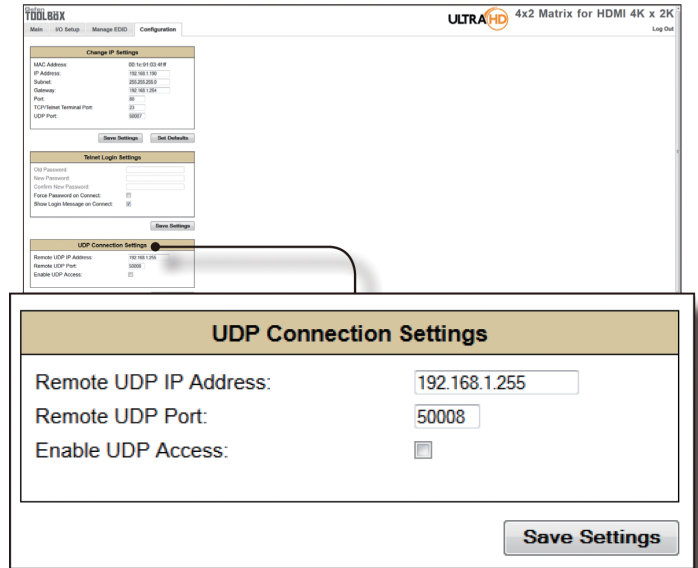 Gefen
TOOLBOX
ULTRA HD 4x2 Matrix for HDMI 4K x 2K
Main I/O Setup Manage EDID Configuration Log Out
Change IP Settings
MAC Address: 00:1c:91:03:4f:ff
IP Address: 192.168.1.190
Subnet: 255.255.255.0
Gateway: 192.168.1.254
Port: 80
TCP/Telnet Terminal Port: 23
UDP Port: 50007
Save Settings Set Defaults
Telnet Login Settings
Old Password:
New Password:
Confirm New Password:
Force Password on Connect:
Show Login Message on Connect:
Save Settings
UDP Connection Settings
Remote UDP IP Address: 192.168.1.255
Remote UDP Port: 50008
Enable UDP Access:
UDP Connection Settings
Remote UDP IP Address: 192.168.1.255
Remote UDP Port: 50008
Enable UDP Access:
Save Settings